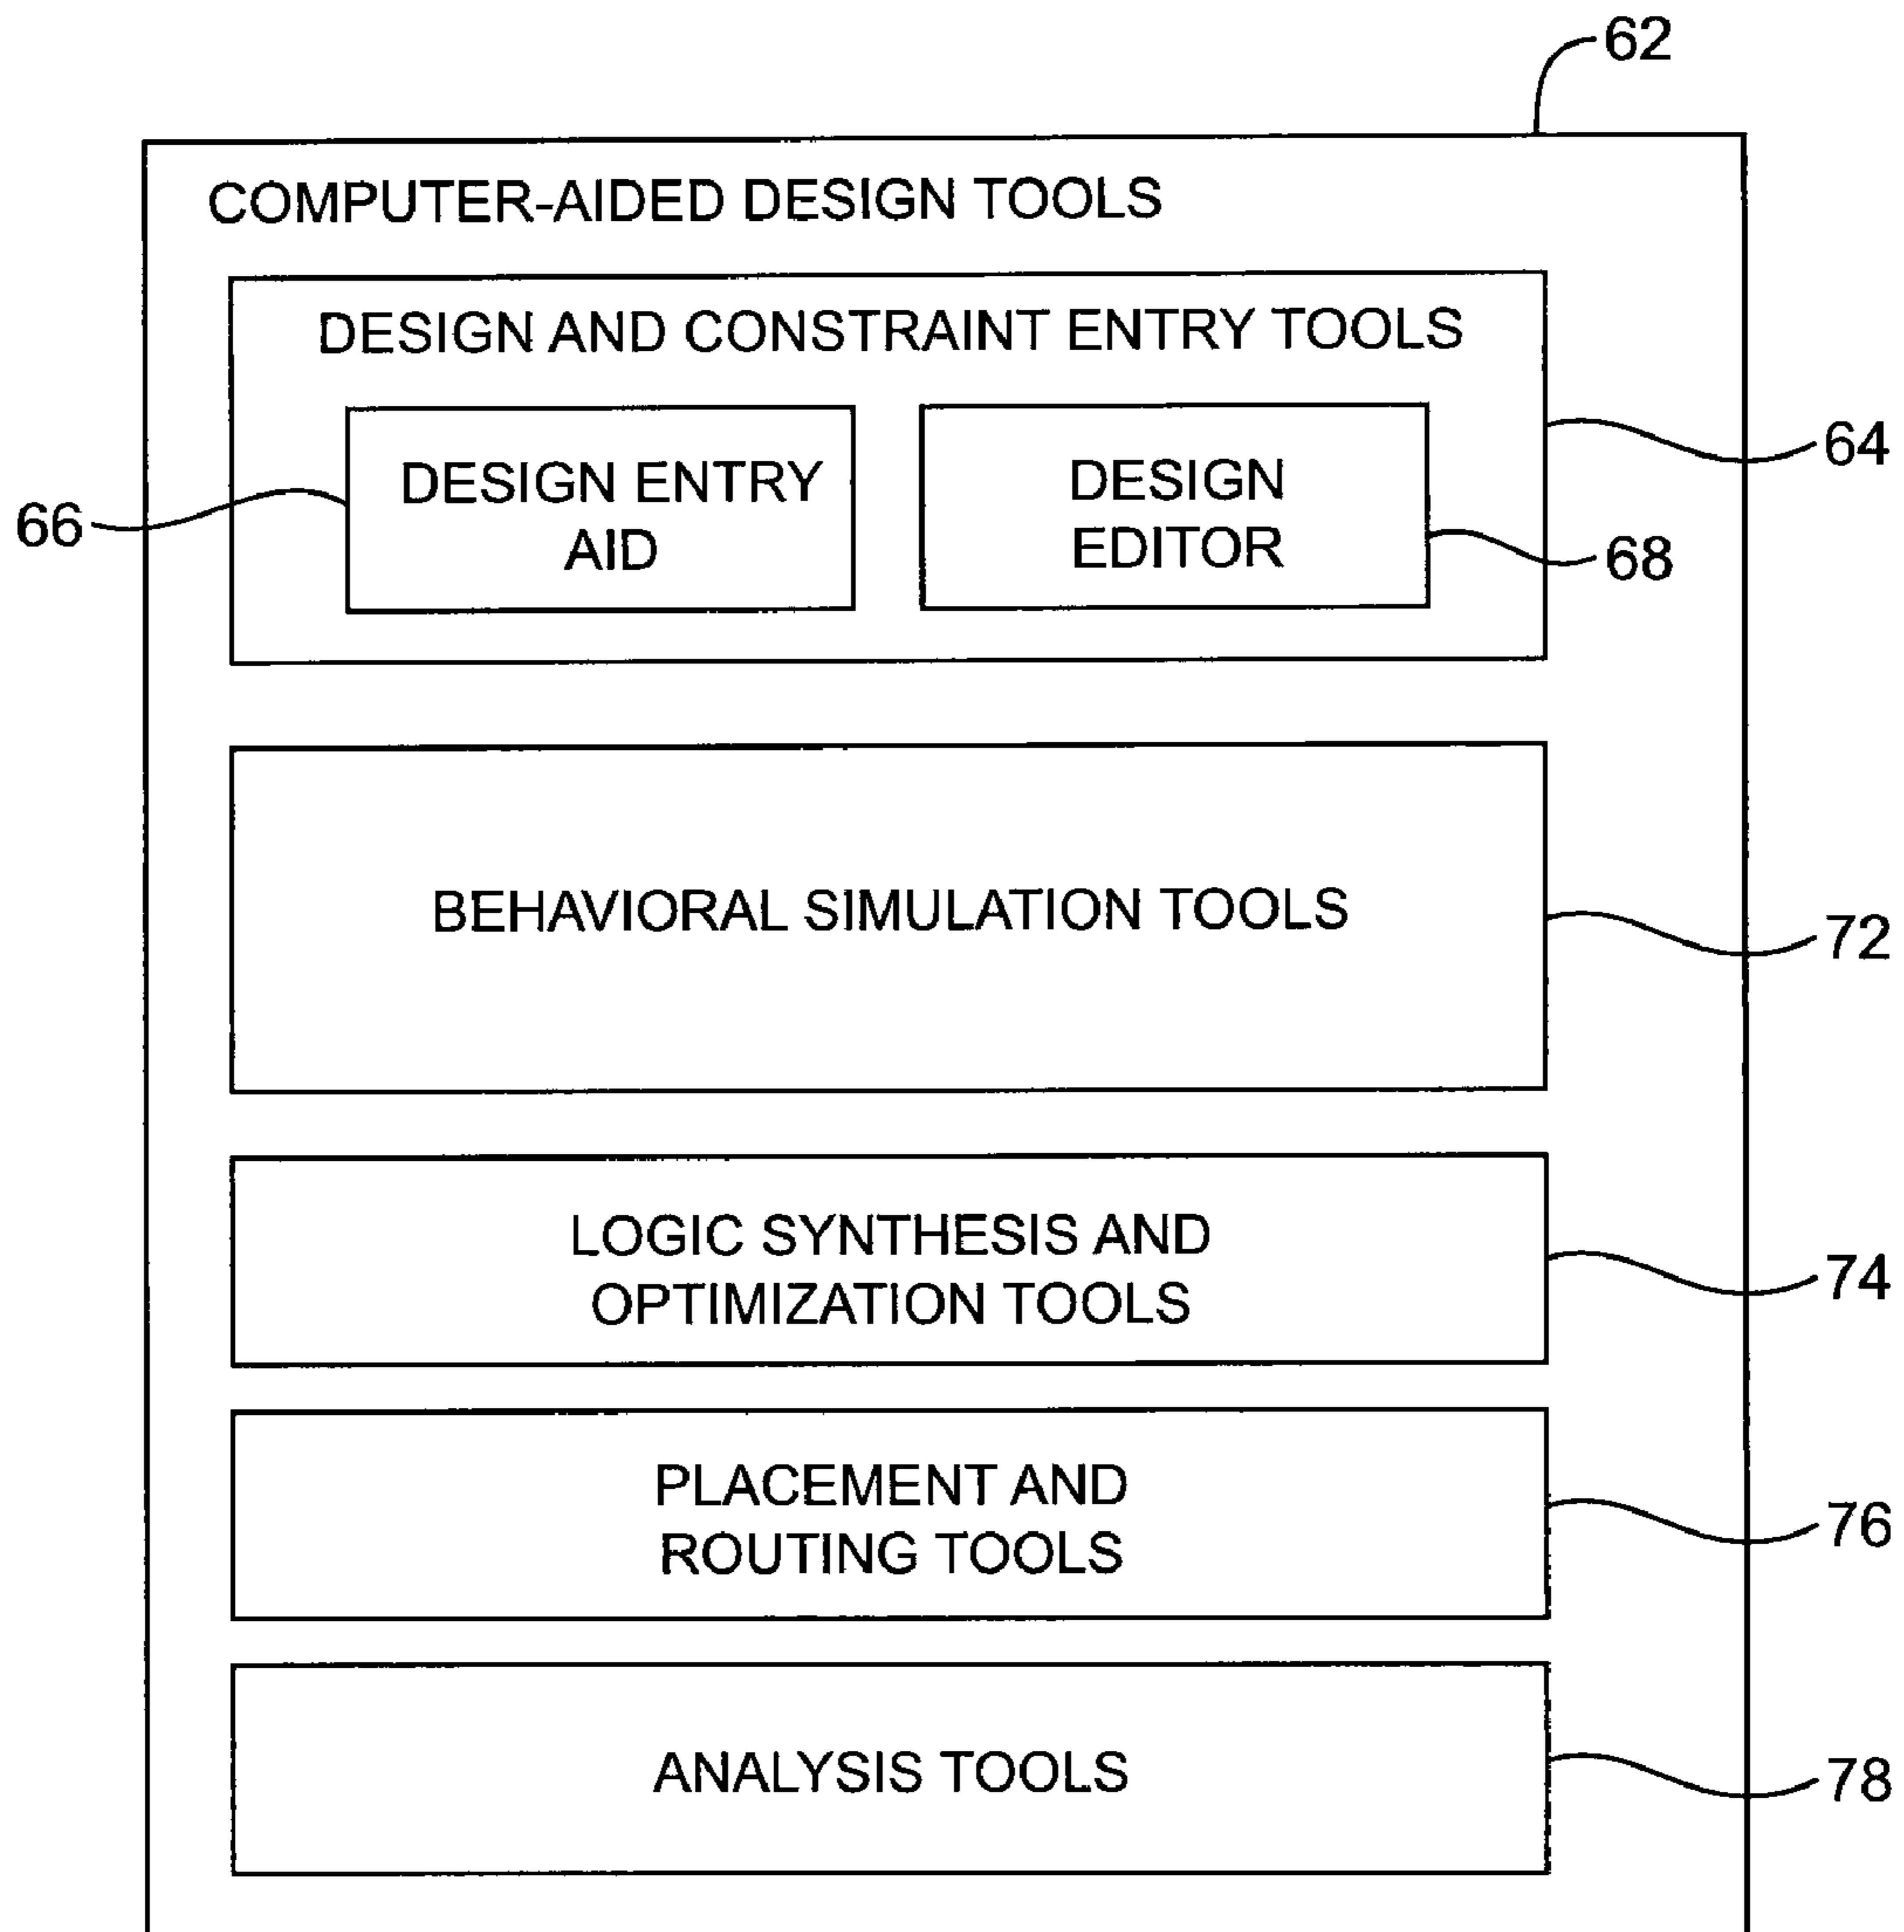 62
COMPUTER-AIDED DESIGN TOOLS
DESIGN AND CONSTRAINT ENTRY TOOLS
64
66
DESIGN ENTRY
AID
DESIGN
EDITOR
68
BEHAVIORAL SIMULATION TOOLS
72
LOGIC SYNTHESIS AND
OPTIMIZATION TOOLS
74
PLACEMENT AND
ROUTING TOOLS
76
ANALYSIS TOOLS
78